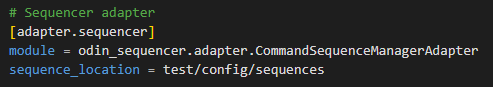 # Sequencer adapter
[adapter.sequencer]
module = odin_sequencer.adapter.CommandSequenceManagerAdapter
sequence_location = test/config/sequences